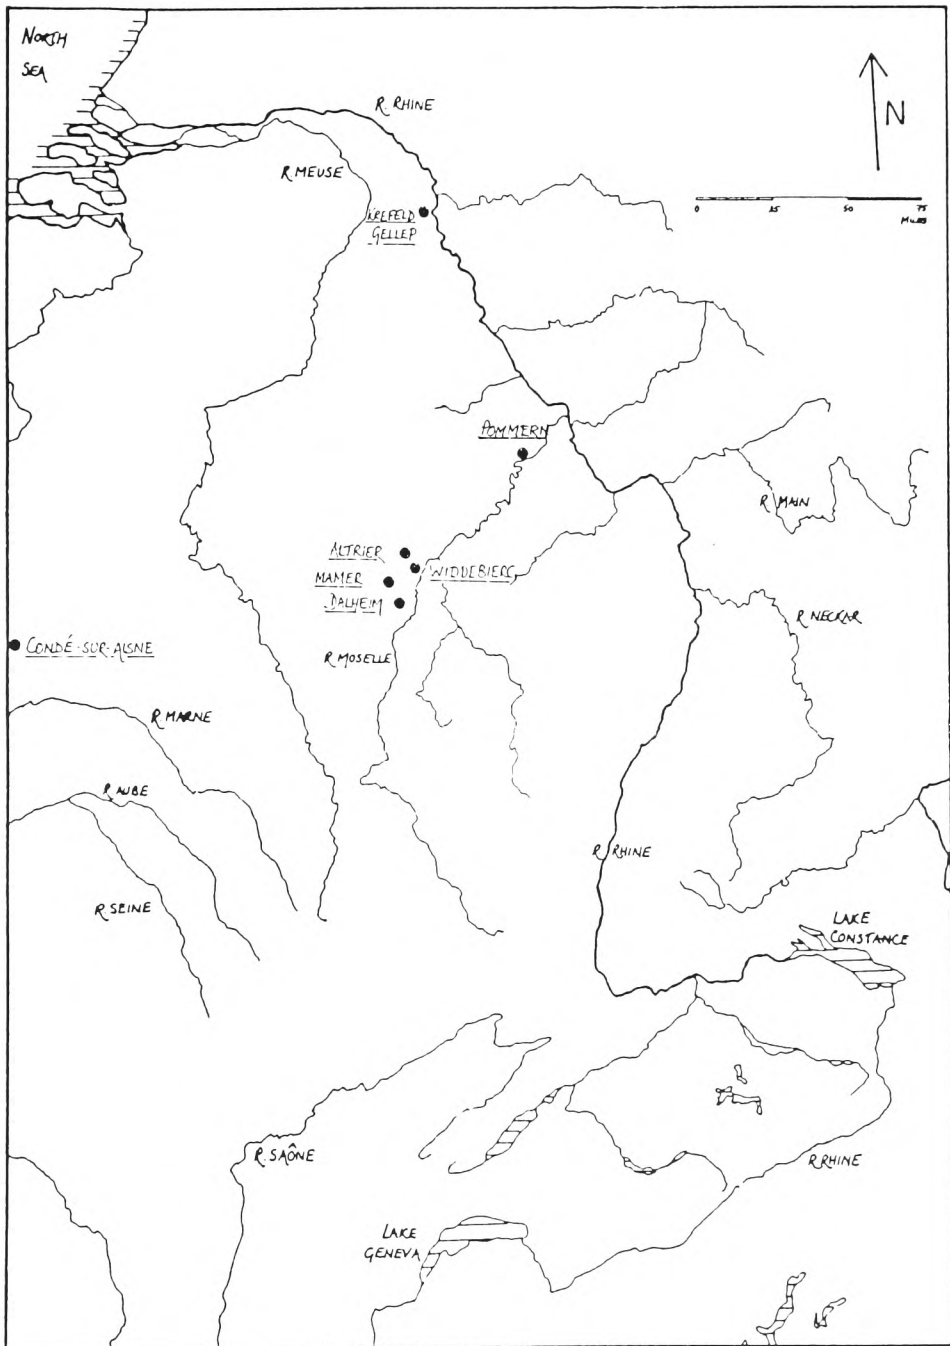 NORTH
SEA
R. RHINE
N
R. MEUSE
0 25 50 75
MILES
KREFELD
GELLEP
POMMERN
R. MAIN
ALTRIER
WIDDEBIERG
MAMER
DALHEIM
R. NECKAR
CONDÉ-SUR-AISNE
R. MOSELLE
R. MARNE
R. AUBE
R. RHINE
R. SEINE
LAKE
CONSTANCE
R. SAÔNE
R. RHINE
LAKE
GENEVA